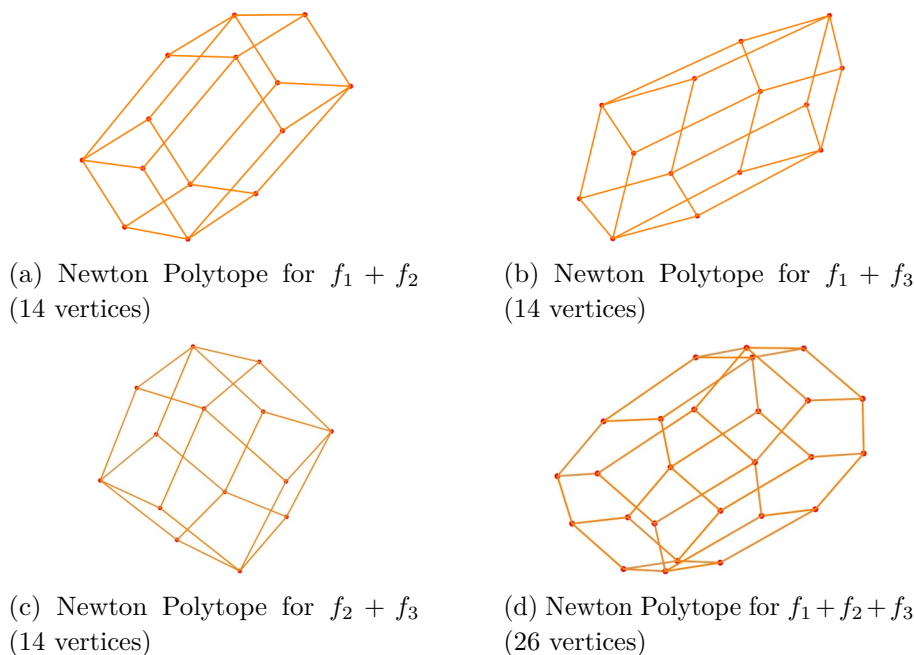 (a) Newton Polytope for f₁ + f₂
(14 vertices)
(b) Newton Polytope for f₁ + f₃
(14 vertices)
(c) Newton Polytope for f₂ + f₃
(14 vertices)
(d) Newton Polytope for f₁+f₂+f₃
(26 vertices)